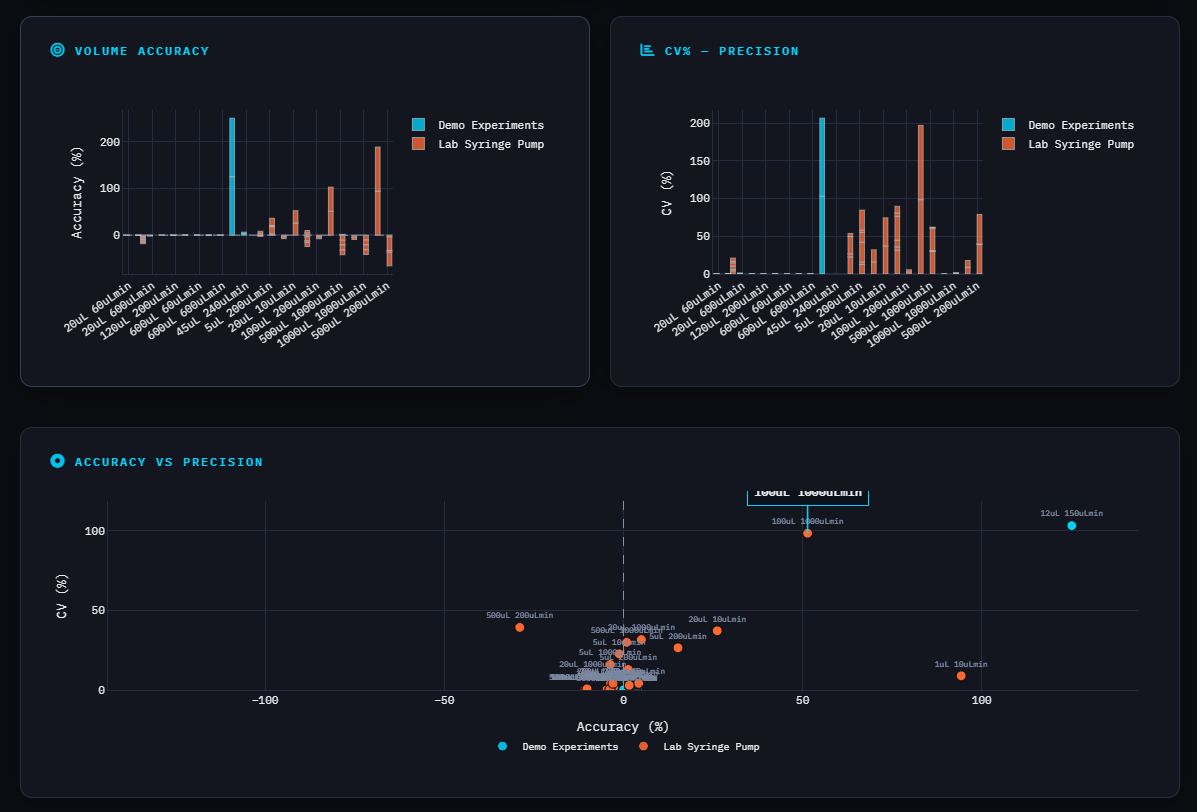 VOLUME ACCURACY
Accuracy (%)
200
100
0
20uL 60uLmin
20uL 600uLmin
120uL 200uLmin
600uL 60uLmin
600uL 600uLmin
45uL 240uLmin
5uL 200uLmin
20uL 10uLmin
100uL 200uLmin
500uL 1000uLmin
1000uL 1000uLmin
500uL 200uLmin
Demo Experiments
Lab Syringe Pump
CV% — PRECISION
CV (%)
200
150
100
50
0
20uL 60uLmin
20uL 600uLmin
120uL 200uLmin
600uL 60uLmin
600uL 600uLmin
45uL 240uLmin
5uL 200uLmin
20uL 10uLmin
100uL 200uLmin
500uL 1000uLmin
1000uL 1000uLmin
500uL 200uLmin
Demo Experiments
Lab Syringe Pump
ACCURACY VS PRECISION
100uL 1000uLmin
100uL 1000uLmin
12uL 150uLmin
CV (%)
100
50
0
500uL 200uLmin
20uL 10uLmin
20uL 1000uLmin
500uL 1000uLmin
5uL 200uLmin
5uL 1000uLmin
20uL 1000uLmin
1uL 10uLmin
−100
−50
0
50
100
Accuracy (%)
Demo Experiments
Lab Syringe Pump